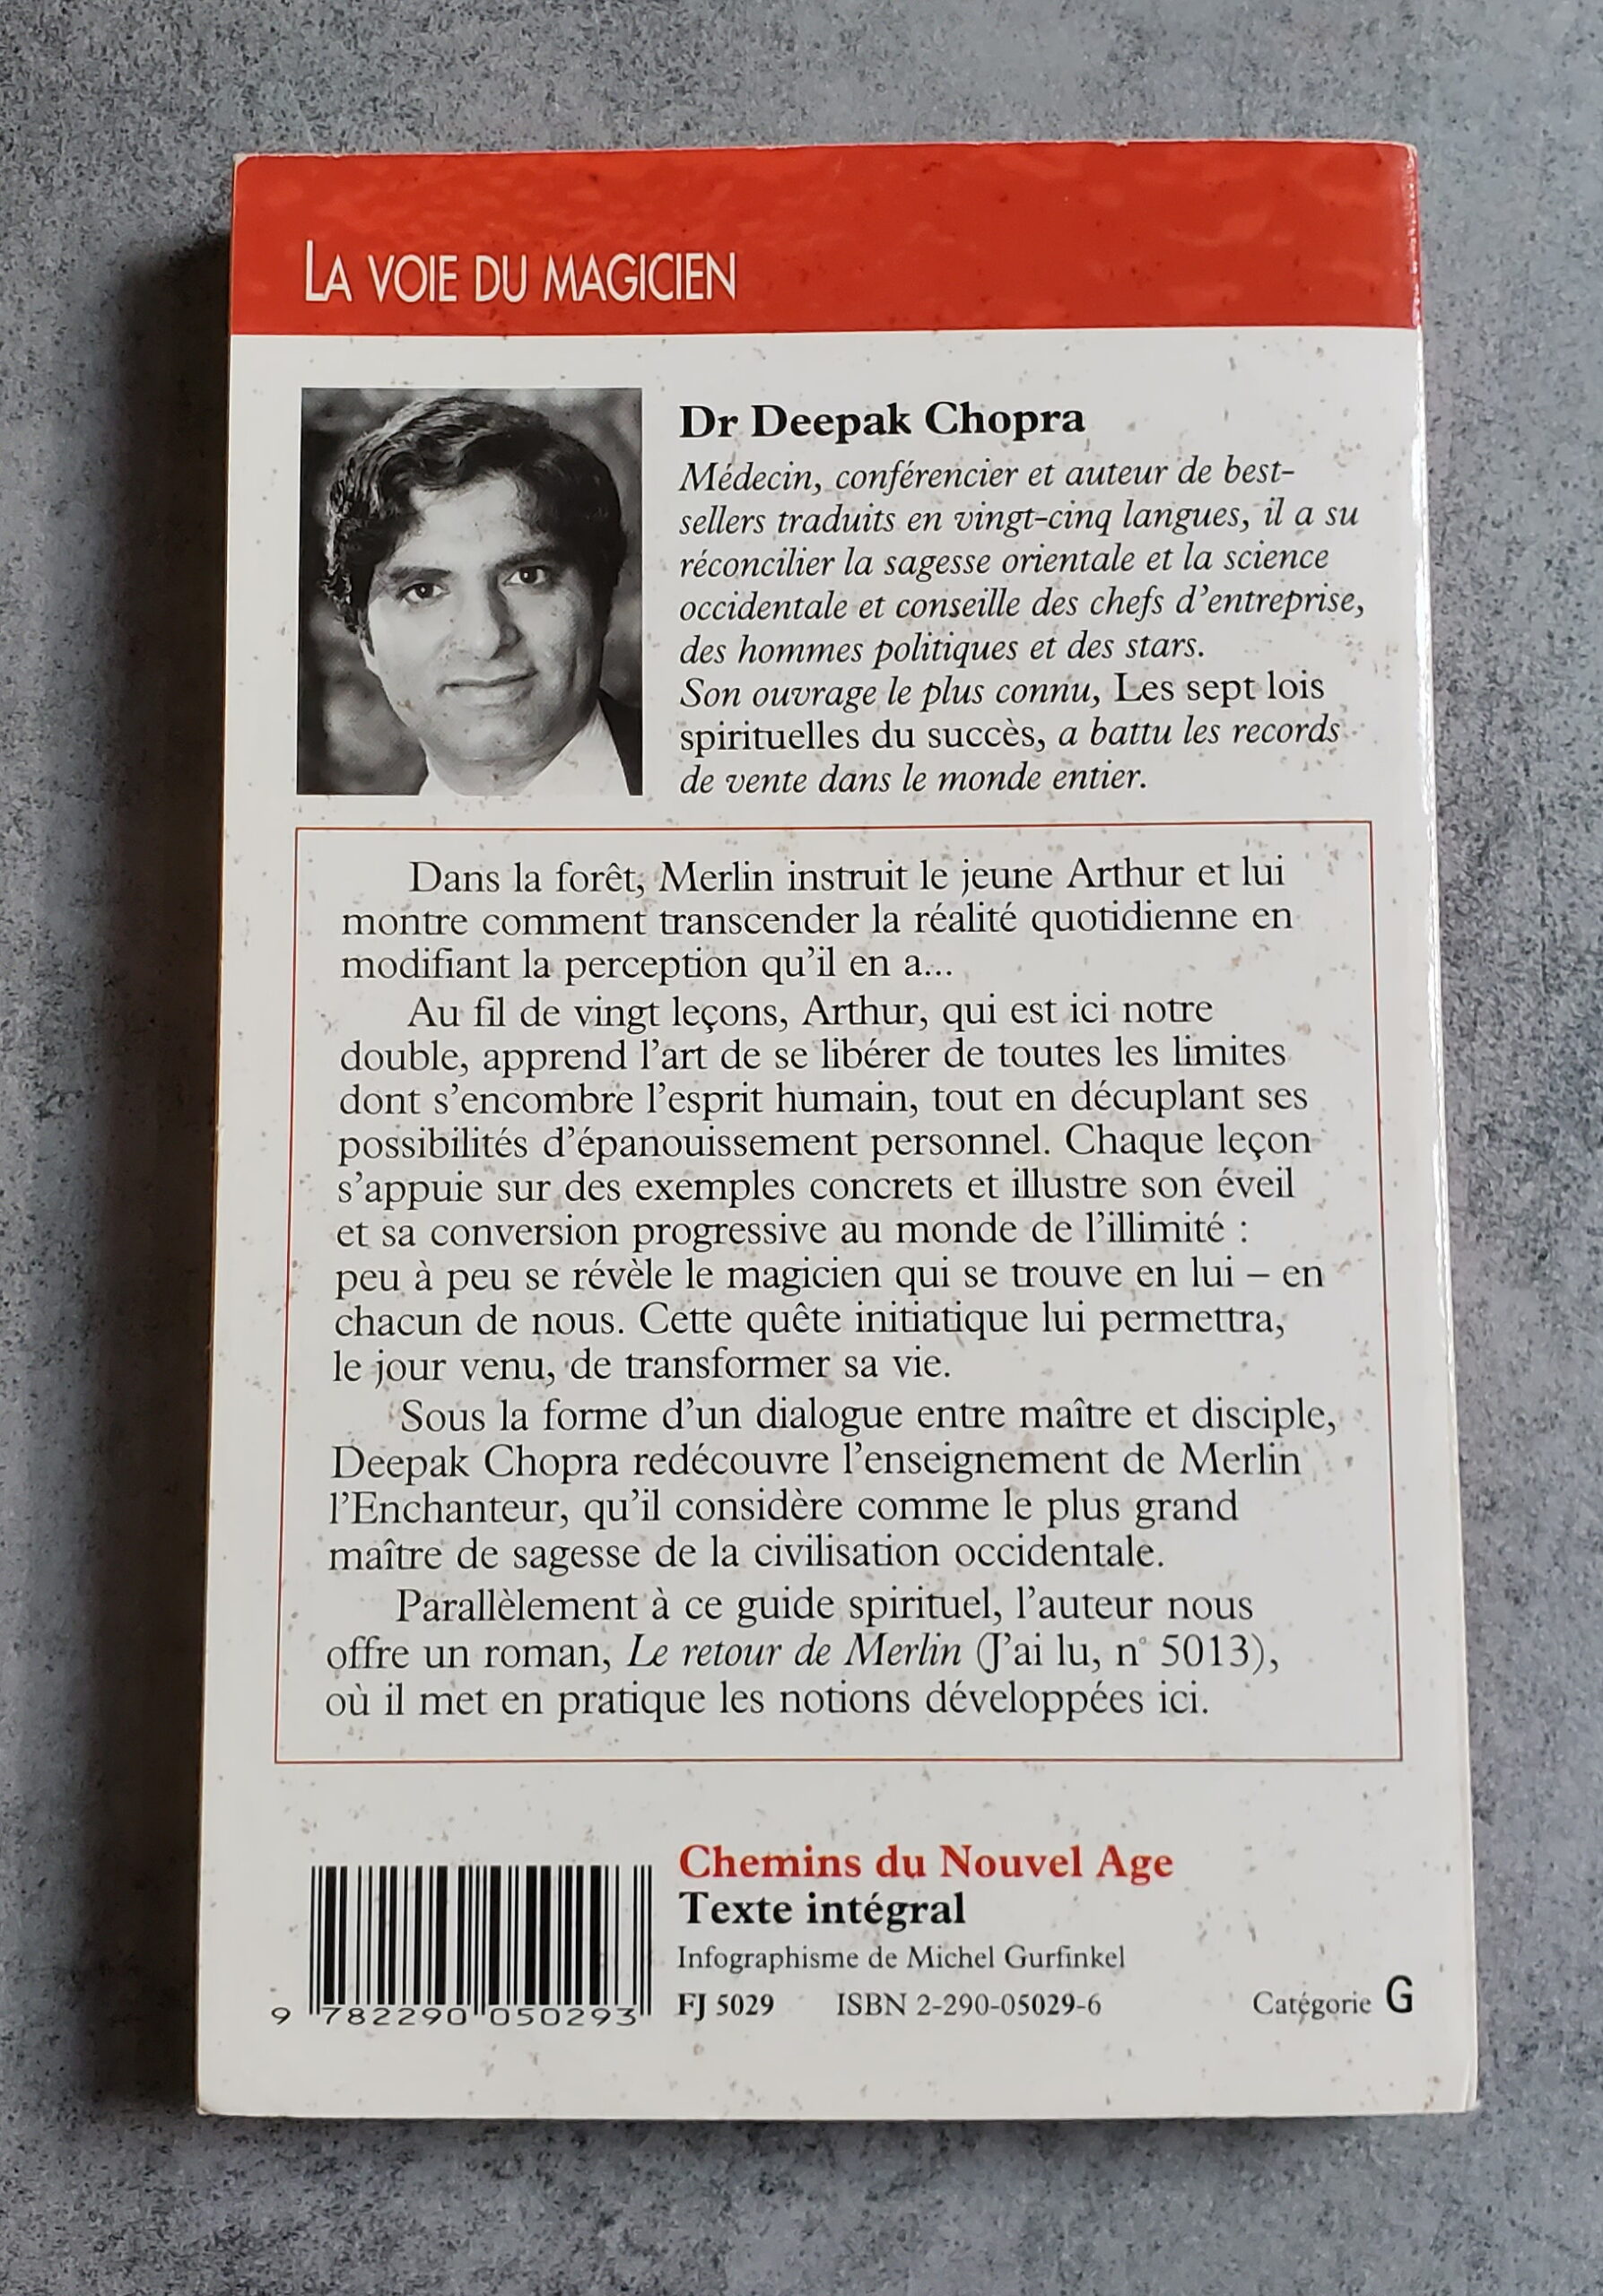 LA VOIE DU MAGICIEN
Dr Deepak Chopra
Médecin, conférencier et auteur de best-
sellers traduits en vingt-cinq langues, il a su
réconcilier la sagesse orientale et la science
occidentale et conseille des chefs d'entreprise,
des hommes politiques et des stars.
Son ouvrage le plus connu, Les sept lois
spirituelles du succès, a battu les records
de vente dans le monde entier.
Dans la forêt, Merlin instruit le jeune Arthur et lui
montre comment transcender la réalité quotidienne en
modifiant la perception qu'il en a...
Au fil de vingt leçons, Arthur, qui est ici notre
double, apprend l'art de se libérer de toutes les limites
dont s'encombre l'esprit humain, tout en décuplant ses
possibilités d'épanouissement personnel. Chaque leçon
s'appuie sur des exemples concrets et illustre son éveil
et sa conversion progressive au monde de l'illimité :
peu à peu se révèle le magicien qui se trouve en lui – en
chacun de nous. Cette quête initiatique lui permettra,
le jour venu, de transformer sa vie.
Sous la forme d'un dialogue entre maître et disciple,
Deepak Chopra redécouvre l'enseignement de Merlin
l'Enchanteur, qu'il considère comme le plus grand
maître de sagesse de la civilisation occidentale.
Parallèlement à ce guide spirituel, l'auteur nous
offre un roman, Le retour de Merlin (J'ai lu, n° 5013),
où il met en pratique les notions développées ici.
Chemins du Nouvel Age
Texte intégral
Infographisme de Michel Gurfinkel
FJ 5029 ISBN 2-290-05029-6
Catégorie G
9 782290 050293